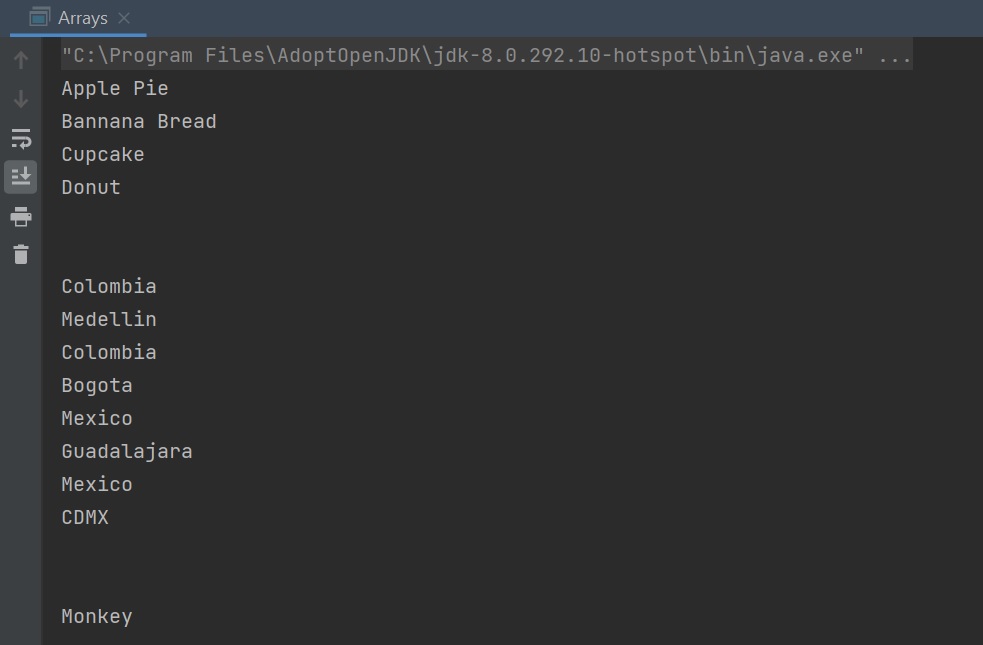 Arrays
"C:\Program Files\AdoptOpenJDK\jdk-8.0.292.10-hotspot\bin\java.exe" ...
Apple Pie
Bannana Bread
Cupcake
Donut
Colombia
Medellin
Colombia
Bogota
Mexico
Guadalajara
Mexico
CDMX
Monkey